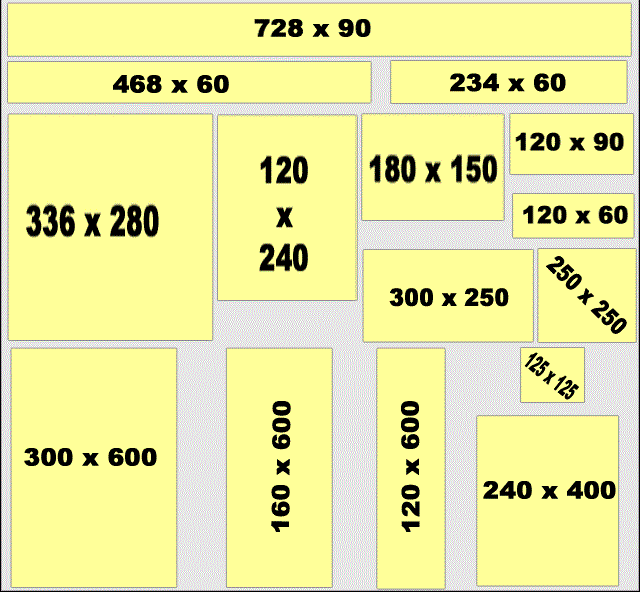 728 x 90
468 x 60
234 x 60
336 x 280
120
x
240
180 x 150
120 x 90
120 x 60
300 x 250
250 x 250
125 x 125
300 x 600
160 x 600
120 x 600
240 x 400